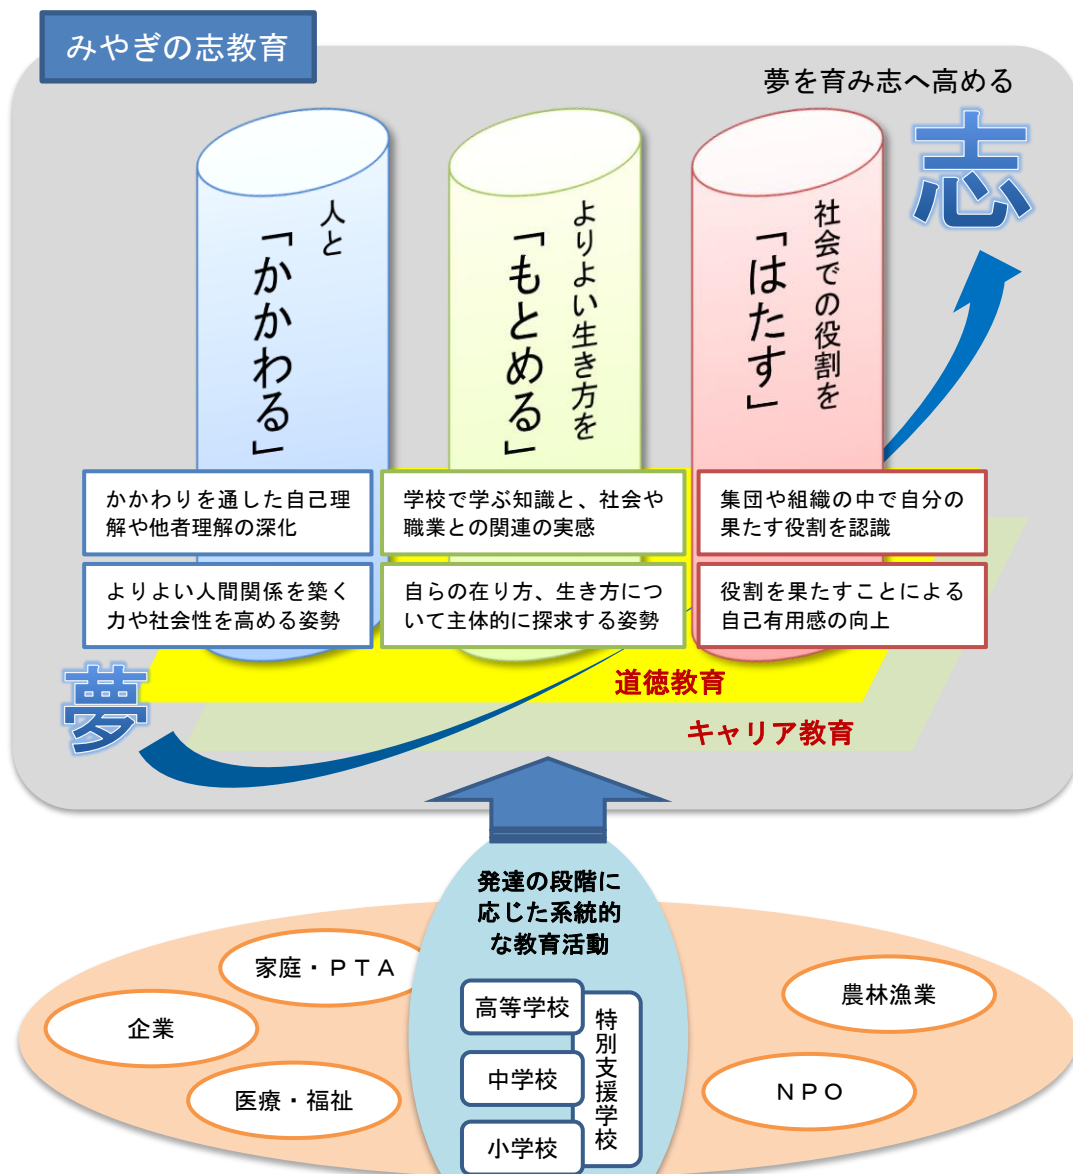 みやぎの志教育
夢を育み志へ高める
志
人と
「かかわる」
よりよい生き方を
「もとめる」
社会での役割を
「はたす」
かかわりを通した自己理
解や他者理解の深化
よりよい人間関係を築く
力や社会性を高める姿勢
学校で学ぶ知識と、社会や
職業との関連の実感
自らの在り方、生き方につ
いて主体的に探求する姿勢
集団や組織の中で自分の
果たす役割を認識
役割を果たすことによる
自己有用感の向上
夢
道徳教育
キャリア教育
発達の段階に
応じた系統的
な教育活動
家庭・ＰＴＡ
企業
医療・福祉
高等学校
中学校
小学校
特別支援学校
農林漁業
ＮＰＯ